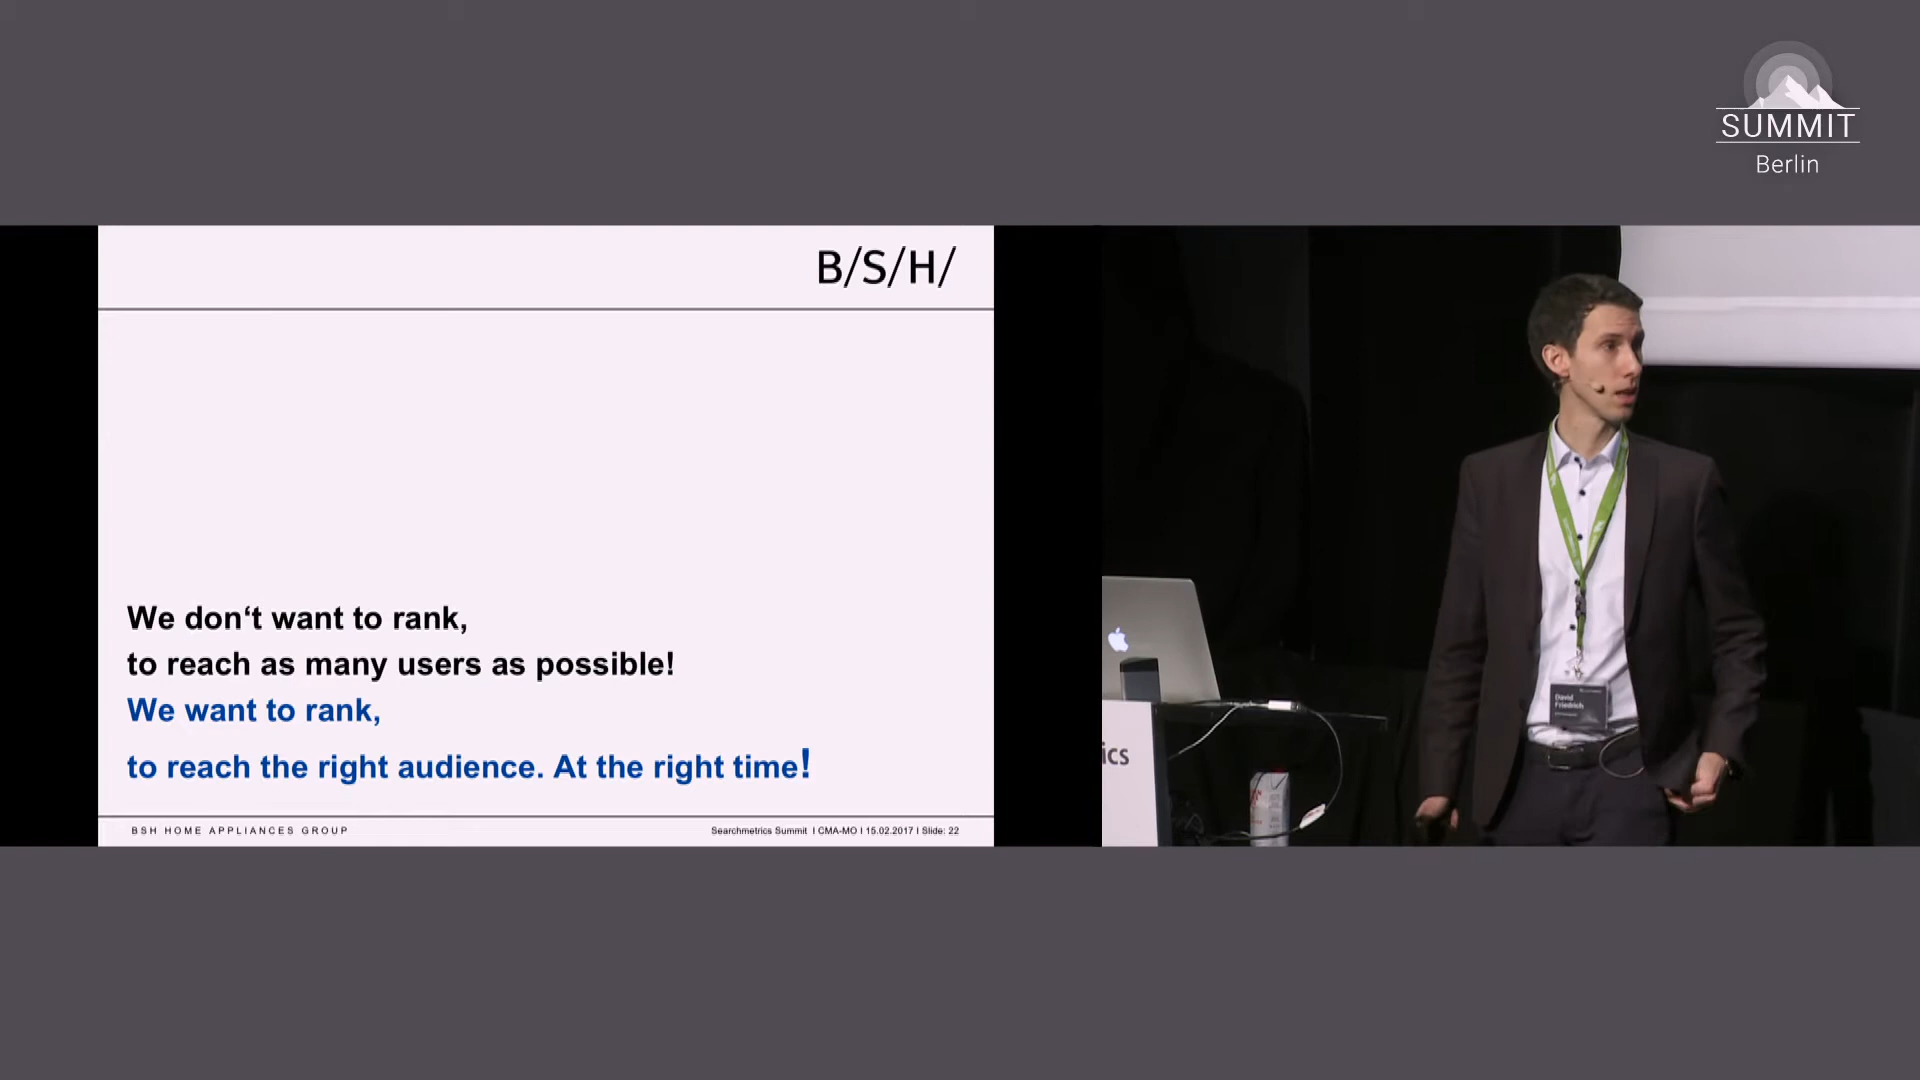 SUMMIT
Berlin
B/S/H/
We don‘t want to rank,
to reach as many users as possible!
We want to rank,
to reach the right audience. At the right time!
BSH HOME APPLIANCES GROUP
Searchmetrics Summit I CMA-MO I 15.02.2017 I Slide: 22
ics
David
Friedrich